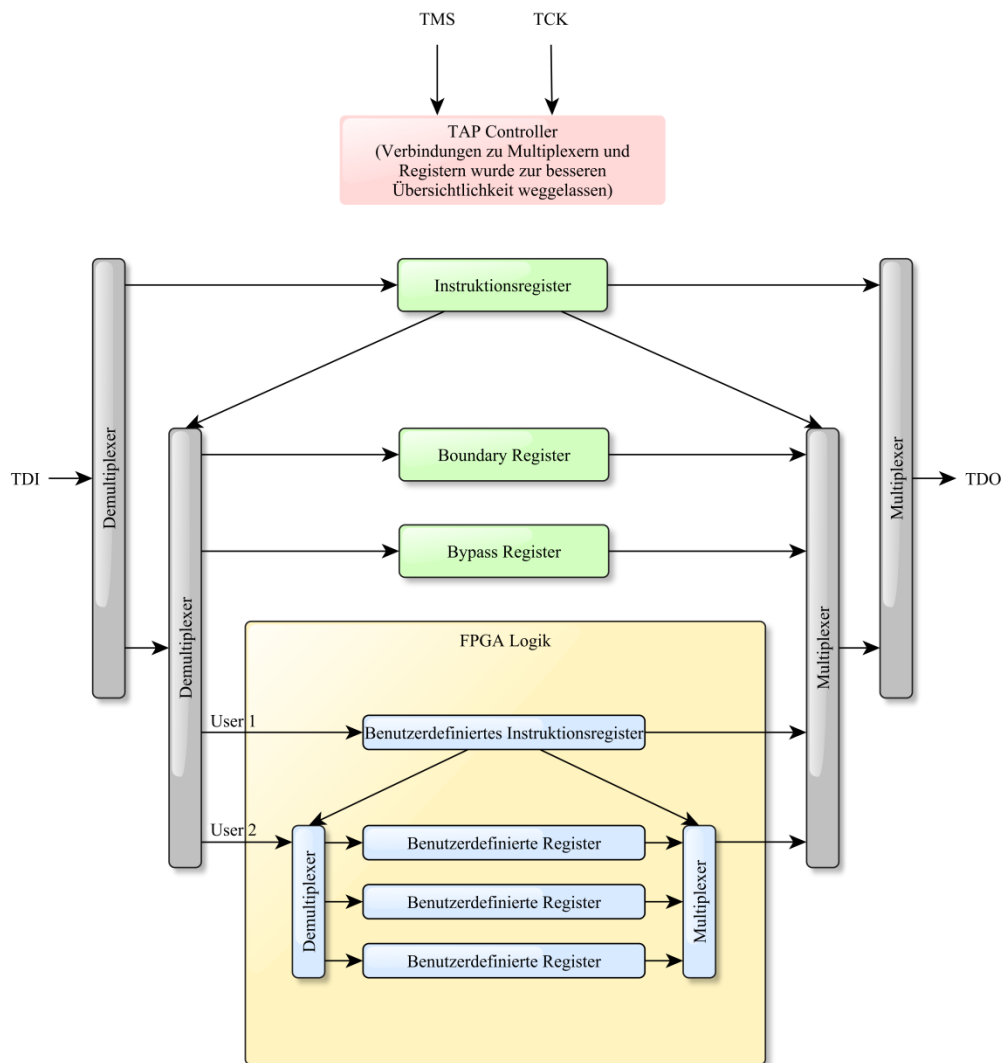 TMS
TCK
TAP Controller
(Verbindungen zu Multiplexern und
Registern wurde zur besseren
Übersichtlichkeit weggelassen)
Instruktionsregister
Demultiplexer
Multiplexer
TDI
Demultiplexer
Boundary Register
Multiplexer
TDO
Bypass Register
FPGA Logik
User 1
Benutzerdefiniertes Instruktionsregister
User 2
Demultiplexer
Benutzerdefinierte Register
Multiplexer
Benutzerdefinierte Register
Benutzerdefinierte Register